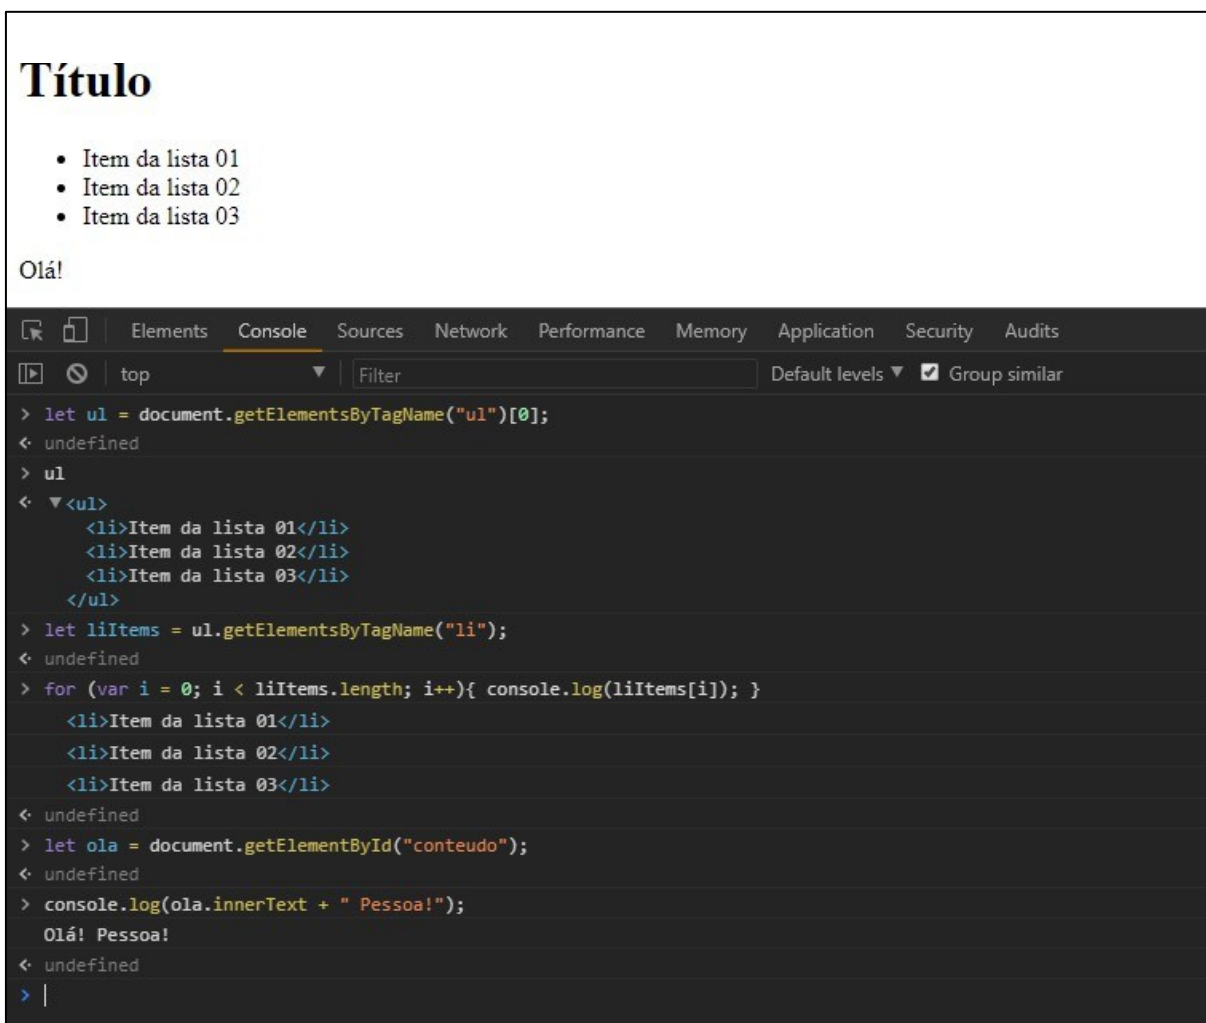 Título
Item da lista 01
Item da lista 02
Item da lista 03
Olá!
Elements Console Sources Network Performance Memory Application Security Audits
top Filter Default levels Group similar
> let ul = document.getElementsByTagName("ul")[0];
undefined
> ul
<ul>
<li>Item da lista 01</li>
<li>Item da lista 02</li>
<li>Item da lista 03</li>
</ul>
> let liItems = ul.getElementsByTagName("li");
undefined
> for (var i = 0; i < liItems.length; i++){ console.log(liItems[i]); }
<li>Item da lista 01</li>
<li>Item da lista 02</li>
<li>Item da lista 03</li>
undefined
> let ola = document.getElementById("conteudo");
undefined
> console.log(ola.innerText + " Pessoa!");
Olá! Pessoa!
undefined
>